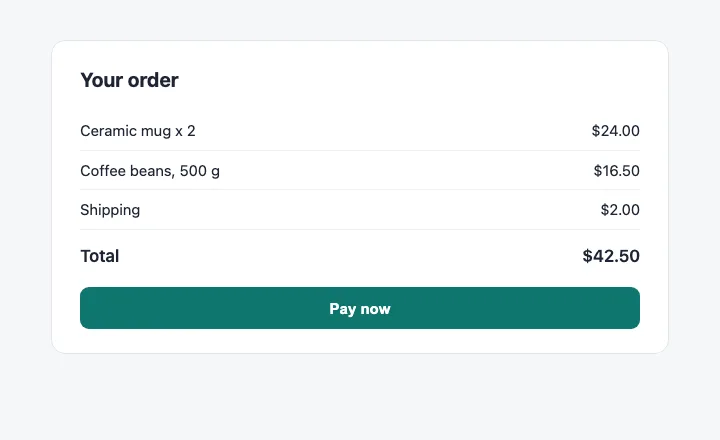 Your order
Ceramic mug x 2 $24.00
Coffee beans, 500 g $16.50
Shipping $2.00
Total $42.50
Pay now